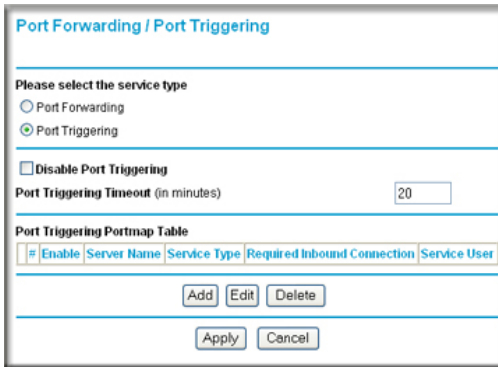 Port Forwarding / Port Triggering
Please select the service type
Port Forwarding
Port Triggering
Disable Port Triggering
Port Triggering Timeout (in minutes) 20
Port Triggering Portmap Table
# Enable Server Name Service Type Required Inbound Connection Service User
Add Edit Delete
Apply Cancel